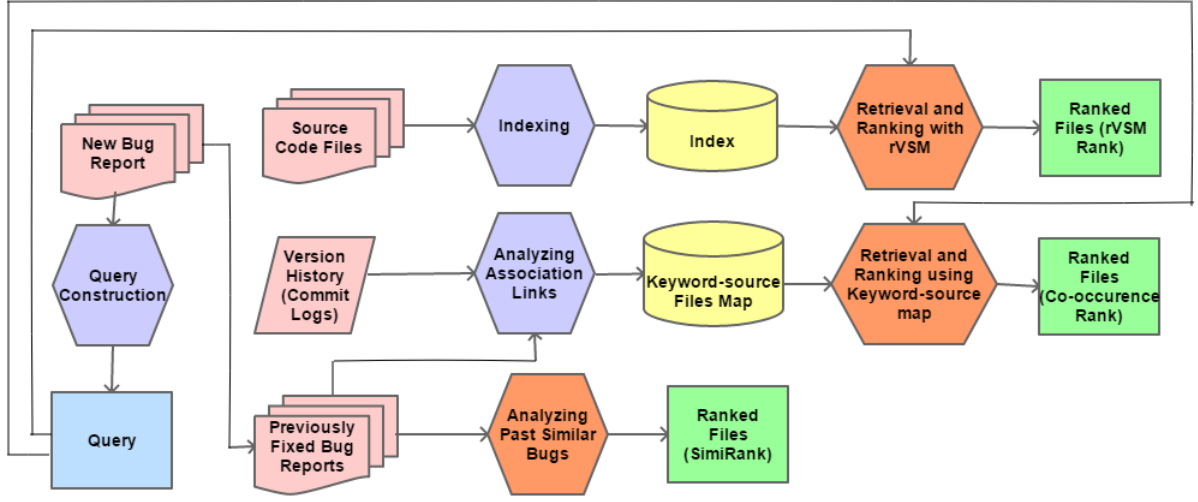 New Bug
Report
Source
Code Files
Indexing
Index
Retrieval and
Ranking with
rVSM
Ranked
Files (rVSM
Rank)
Query
Construction
Version
History
(Commit
Logs)
Analyzing
Association
Links
Keyword-source
Files Map
Retrieval and
Ranking using
Keyword-source
map
Ranked
Files
(Co-occurence
Rank)
Query
Previously
Fixed Bug
Reports
Analyzing
Past Similar
Bugs
Ranked
Files
(SimiRank)